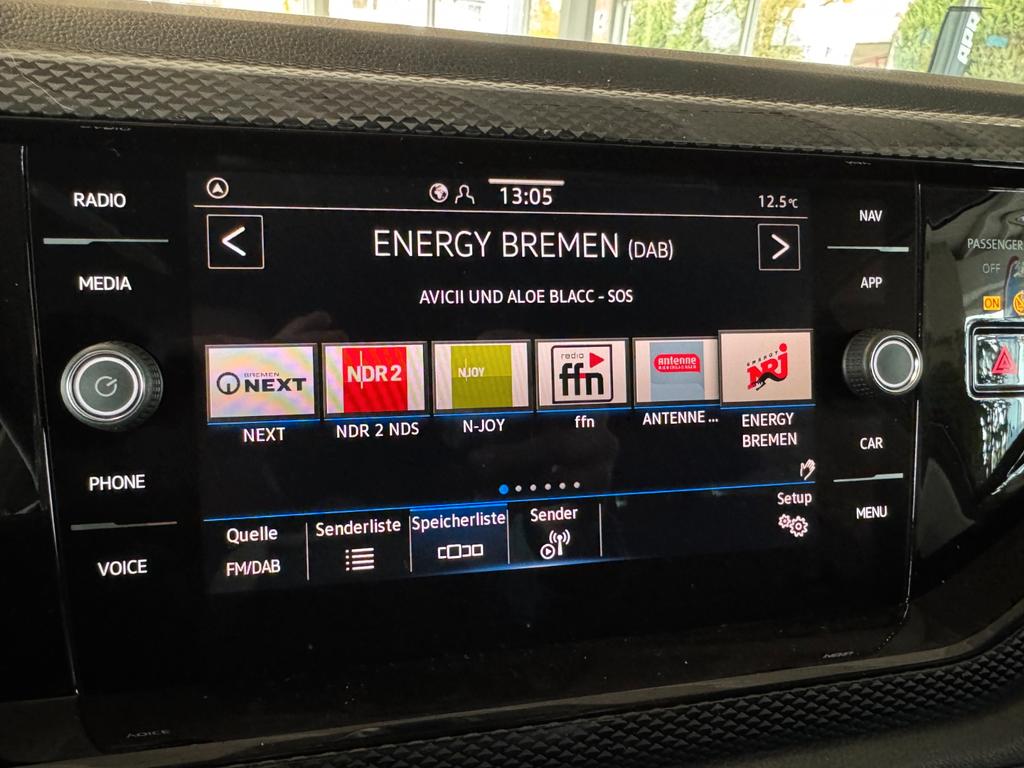 RADIO
MEDIA
PHONE
VOICE
13:05
12.5°C
ENERGY BREMEN (DAB)
AVICII UND ALOE BLACC - SOS
BREMEN
NEXT
NDR 2
N-JOY
radio
ffn
antenne
ENERGY
NRJ
NEXT
NDR 2 NDS
N-JOY
ffn
ANTENNE ...
ENERGY
BREMEN
Quelle
FM/DAB
Senderliste
Speicherliste
Sender
Setup
NAV
APP
CAR
MENU
PASSENGER
OFF
ON